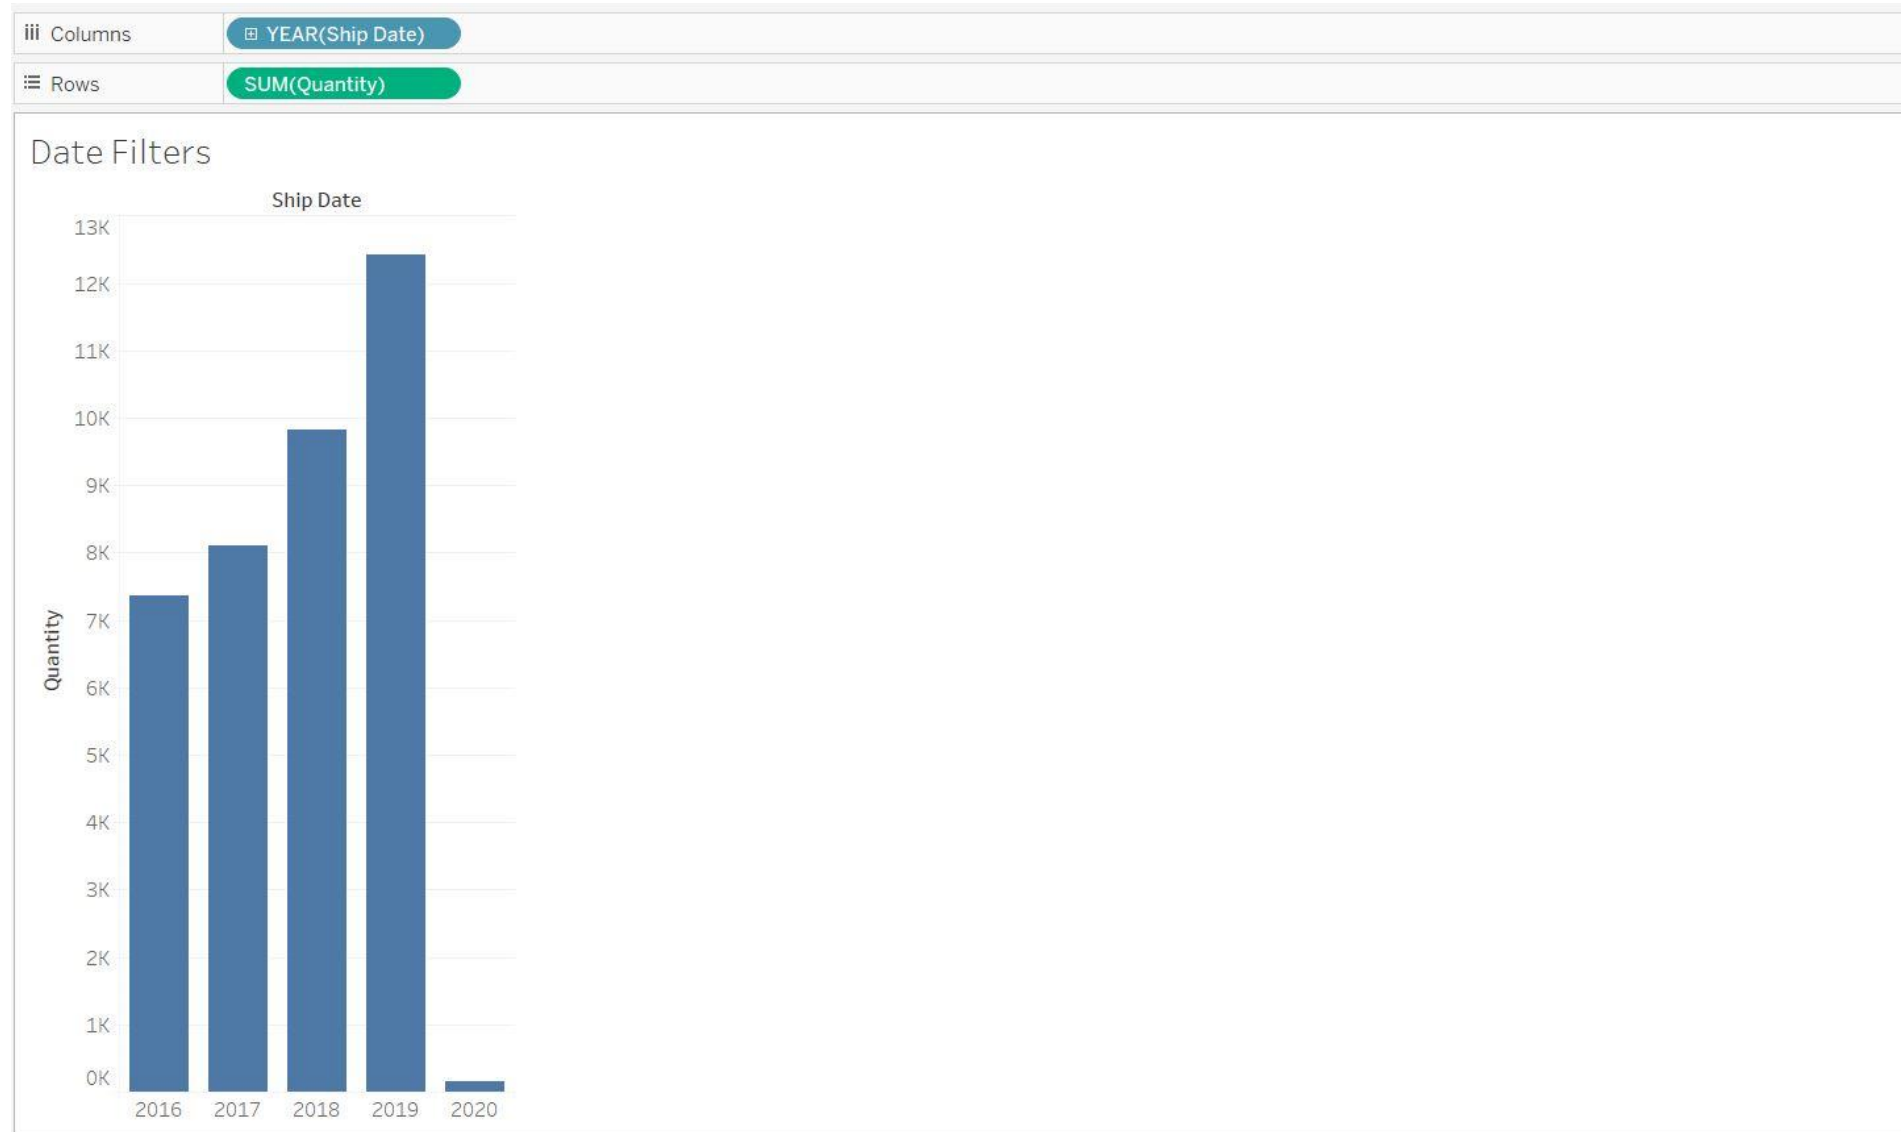 Columns YEAR(Ship Date)
Rows SUM(Quantity)
Date Filters
Ship Date
13K
12K
11K
10K
9K
8K
7K
6K
5K
4K
3K
2K
1K
0K
Quantity
2016 2017 2018 2019 2020